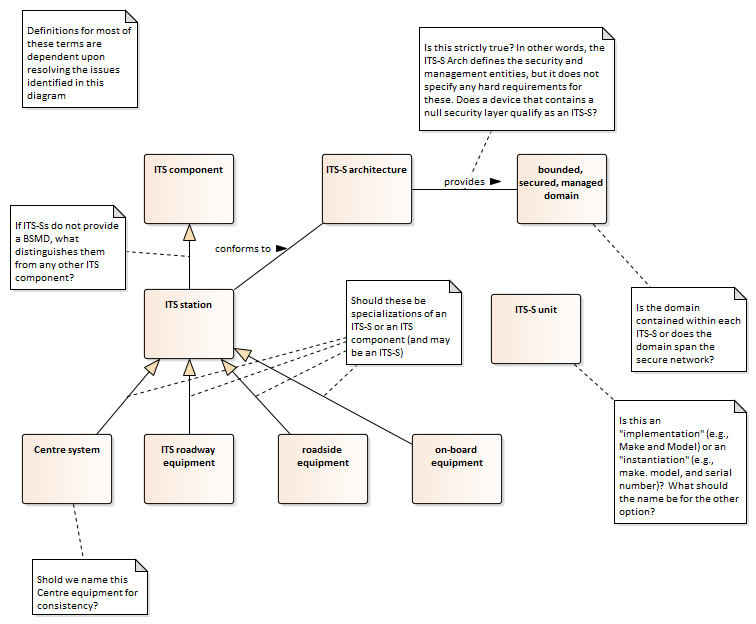 Definitions for most of
these terms are
dependent upon
resolving the issues
identified in this
diagram
Is this strictly true? In other words, the
ITS-S Arch defines the security and
management entities, but it does not
specify any hard requirements for
these. Does a device that contains a
null security layer qualify as an ITS-S?
ITS component
ITS-S architecture
provides
bounded,
secured, managed
domain
If ITS-Ss do not provide
a BSMD, what
distinguishes them
from any other ITS
component?
conforms to
ITS station
Should these be
specializations of an
ITS-S or an ITS
component (and may
be an ITS-S)
ITS-S unit
Is the domain
contained within each
ITS-S or does the
domain span the
secure network?
Centre system
ITS roadway
equipment
roadside
equipment
on-board
equipment
Is this an
"implementation" (e.g.,
Make and Model) or an
"instantiation" (e.g.,
make. model, and serial
number)? What should
the name be for the other
option?
Shold we name this
Centre equipment for
consistency?